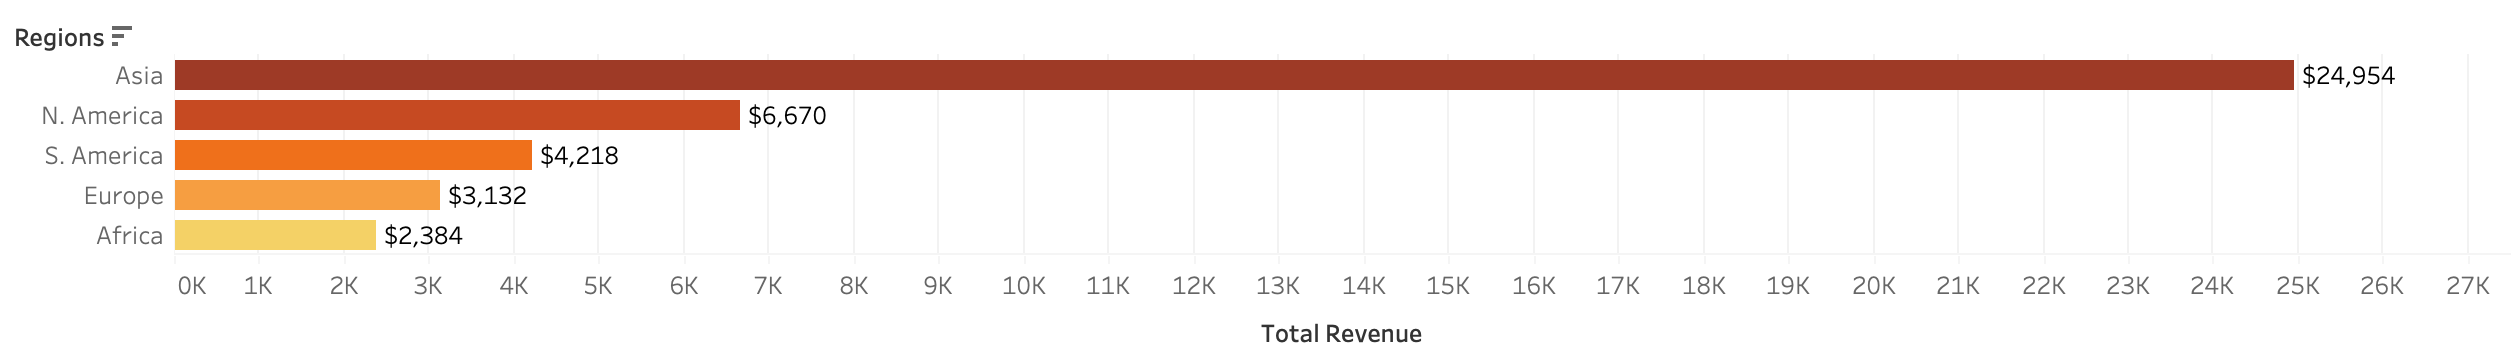 Regions
Asia $24,954
N. America $6,670
S. America $4,218
Europe $3,132
Africa $2,384
0K 1K 2K 3K 4K 5K 6K 7K 8K 9K 10K 11K 12K 13K 14K 15K 16K 17K 18K 19K 20K 21K 22K 23K 24K 25K 26K 27K
Total Revenue